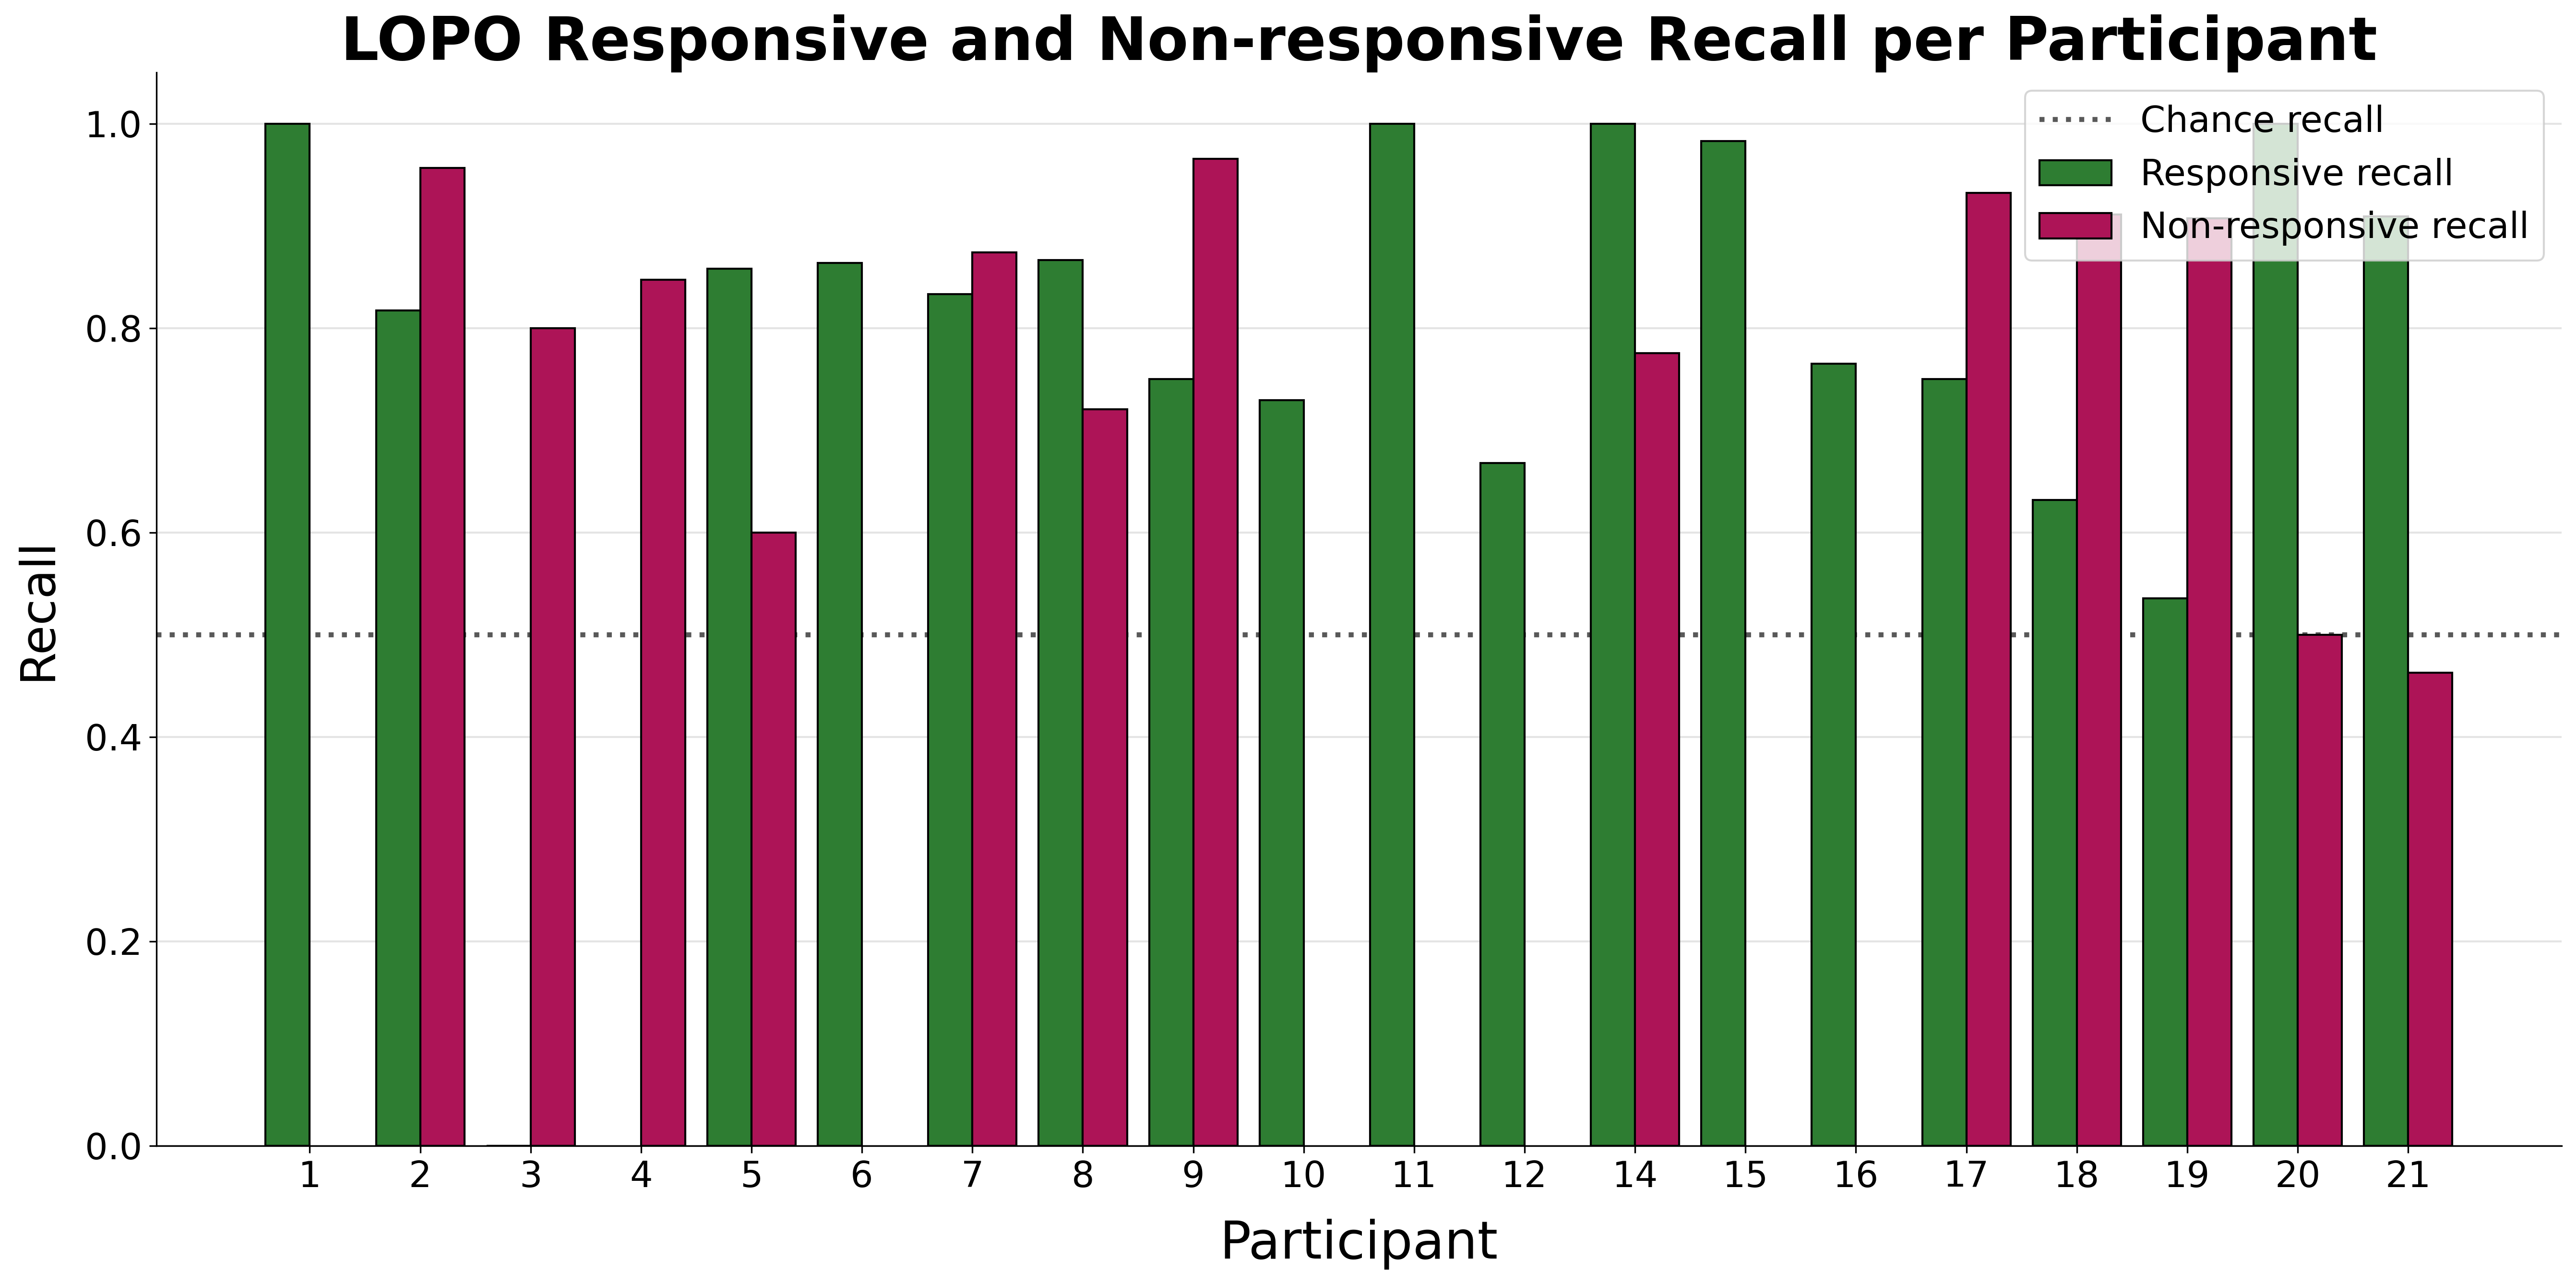 LOPO Responsive and Non-responsive Recall per Participant
Chance recall
Responsive recall
Non-responsive recall
1.0
0.8
0.6
0.4
0.2
0.0
Recall
1 2 3 4 5 6 7 8 9 10 11 12 14 15 16 17 18 19 20 21
Participant